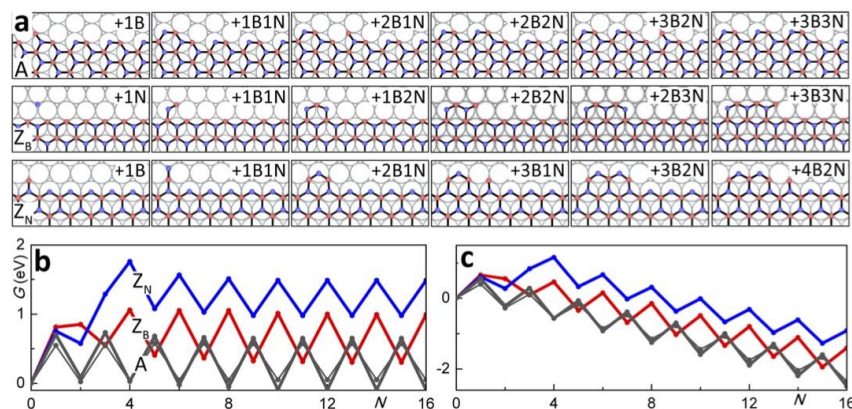 a
+1B +1B1N +2B1N +2B2N +3B2N +3B3N
A
+1N +1B1N +1B2N +2B2N +2B3N +3B3N
Z_B
+1B +1B1N +2B1N +3B1N +3B2N +4B2N
Z_N
b c
2
G (eV)
1
0
Z_N
Z_B
A
0 4 8 12 N 16
0
-2
0 4 8 12 N 16